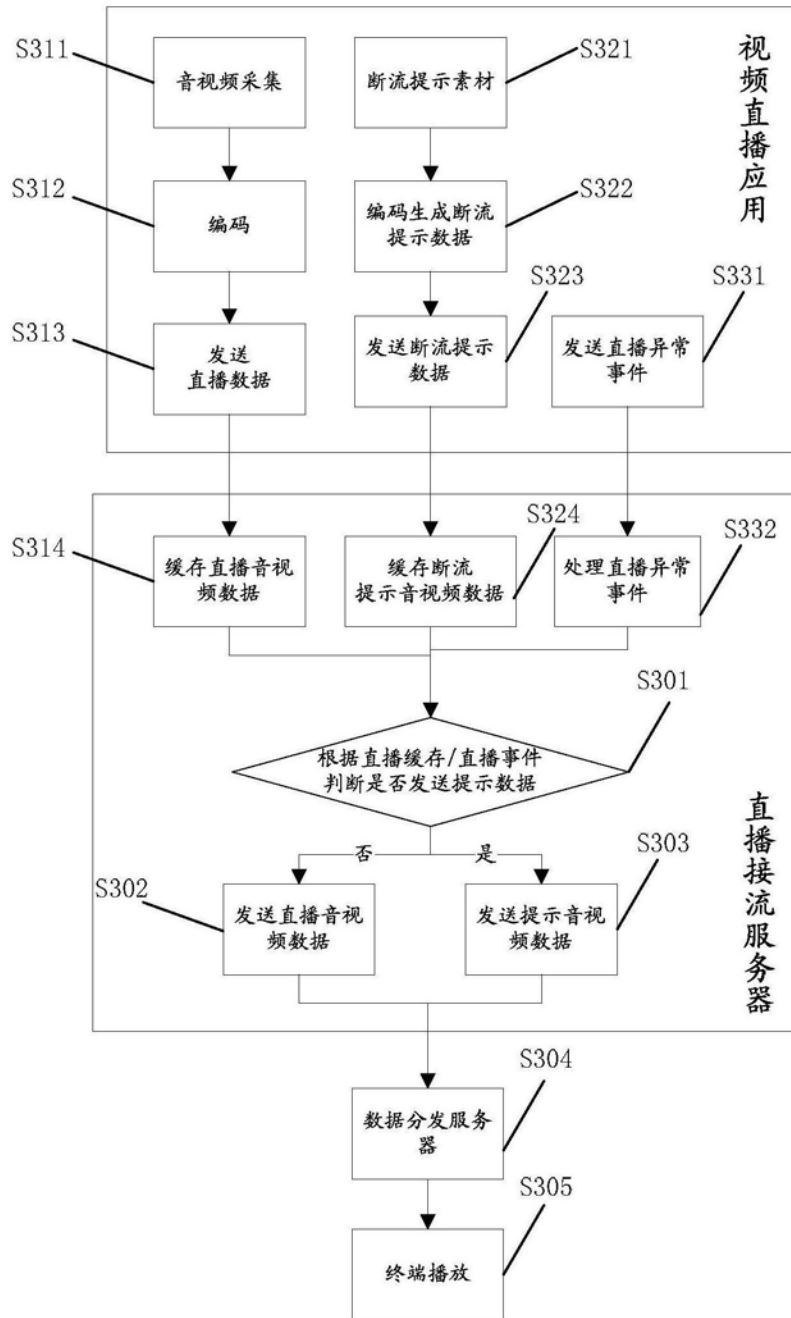 S311
音视频采集
S321
断流提示素材
视频直播应用
S312
编码
S322
编码生成断流
提示数据
S313
发送
直播数据
S323
发送断流提示
数据
S331
发送直播异常
事件
S314
缓存直播音视
频数据
S324
缓存断流
提示音视频数据
S332
处理直播异常
事件
S301
根据直播缓存/直播事件
判断是否发送提示数据
直播接流服务器
否
是
S302
发送直播音视
频数据
S303
发送提示音视
频数据
S304
数据分发服务
器
S305
终端播放